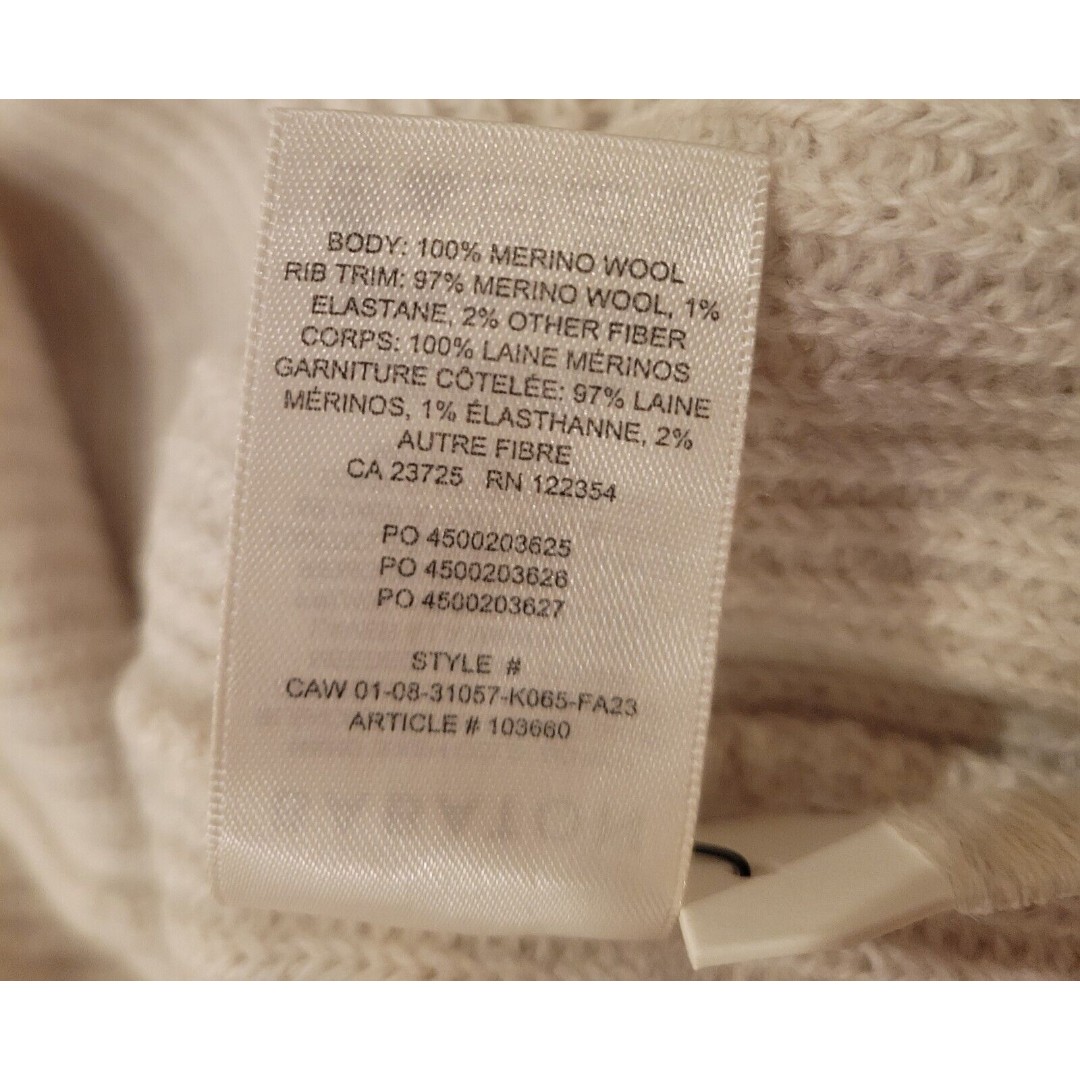 BODY: 100% MERINO WOOL
RIB TRIM: 97% MERINO WOOL, 1%
ELASTANE, 2% OTHER FIBER
CORPS: 100% LAINE MÉRINOS
GARNITURE CÔTELÉE: 97% LAINE
MÉRINOS, 1% ÉLASTHANNE, 2%
AUTRE FIBRE
CA 23725 RN 122354
PO 4500203625
PO 4500203626
PO 4500203627
STYLE #
CAW 01-08-31057-K065-FA23
ARTICLE # 103660